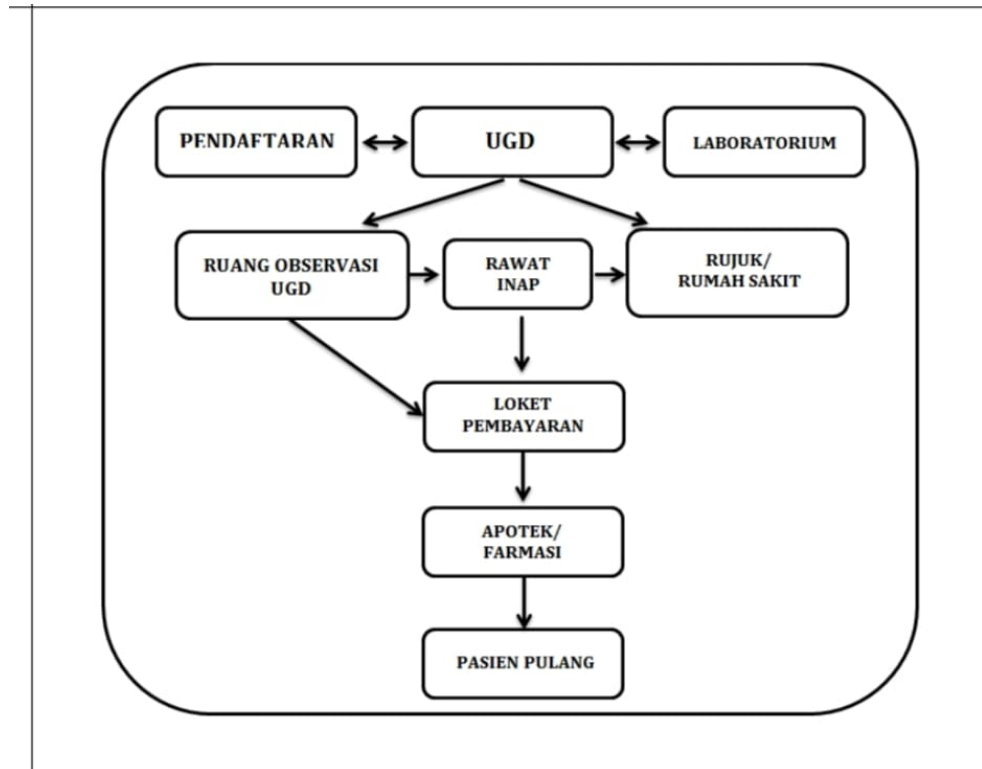 PENDAFTARAN
UGD
LABORATORIUM
RUANG OBSERVASI
UGD
RAWAT
INAP
RUJUK/
RUMAH SAKIT
LOKET
PEMBAYARAN
APOTEK/
FARMASI
PASIEN PULANG